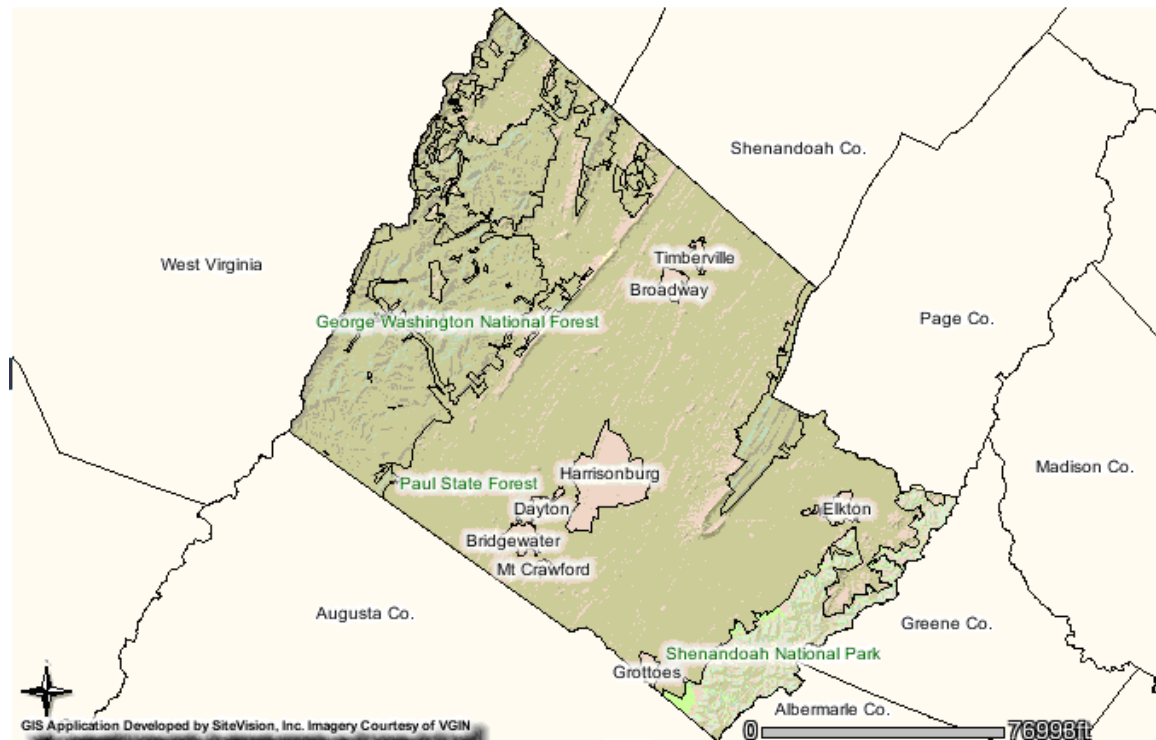 Shenandoah Co.
West Virginia
Timberville
Broadway
George Washington National Forest
Page Co.
Harrisonburg
Madison Co.
Paul State Forest
Dayton
Elkton
Bridgewater
Mt Crawford
Augusta Co.
Greene Co.
Shenandoah National Park
Grottoes
Albermarle Co.
GIS Application Developed by SiteVision, Inc. Imagery Courtesy of VGIN
0 76998ft